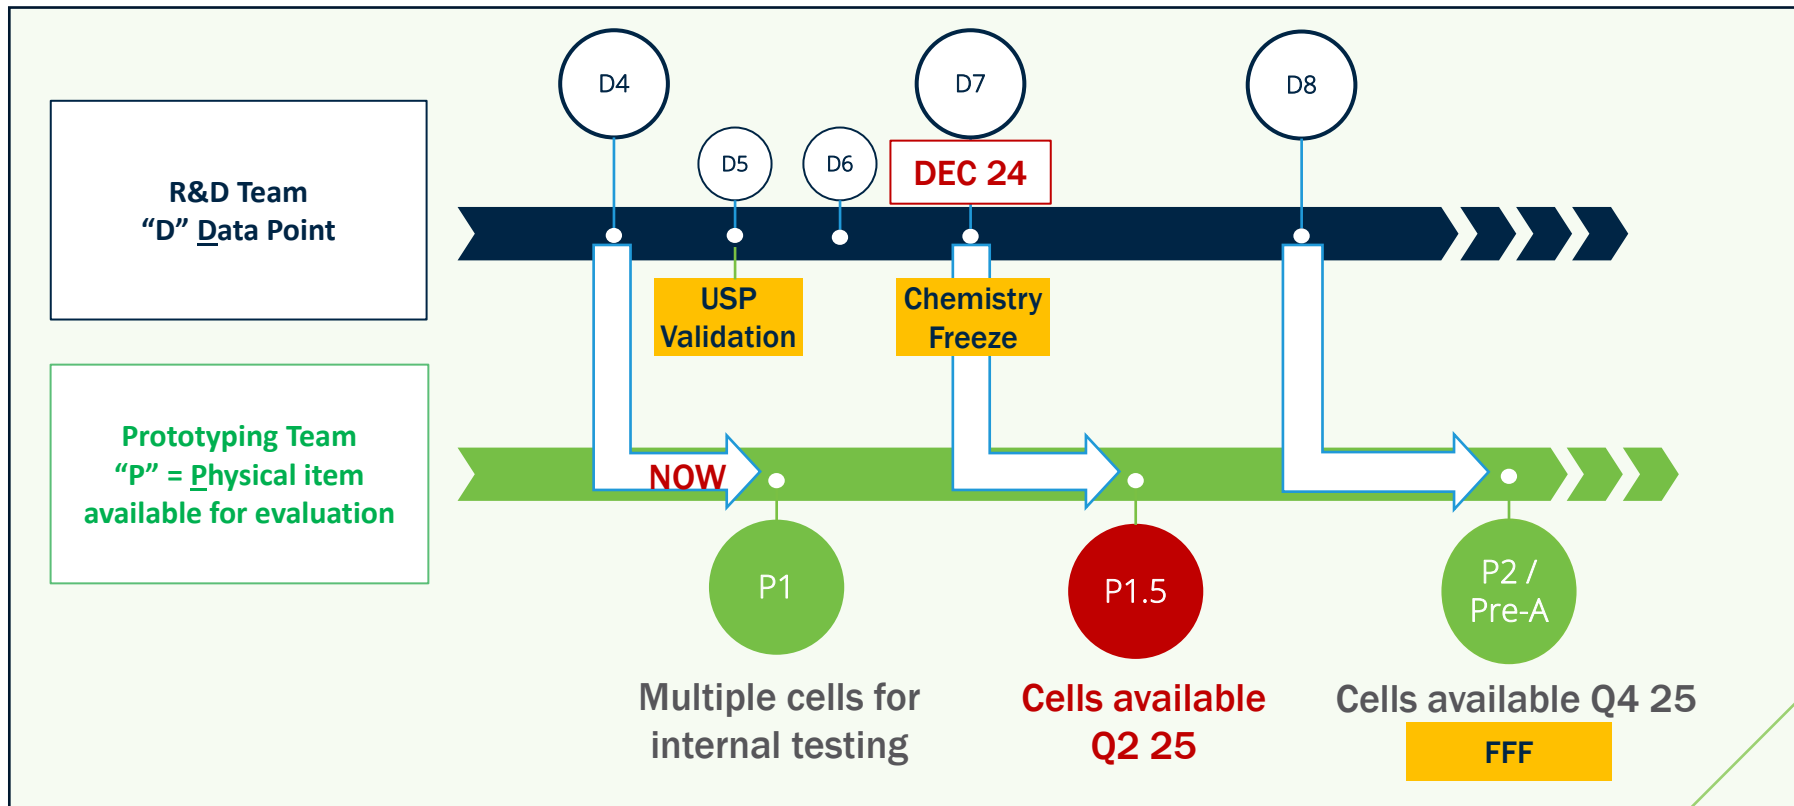 D4
D7
D8
D5
D6
DEC 24
R&D Team
“D” Data Point
USP
Validation
Chemistry
Freeze
Prototyping Team
“P” = Physical item
available for evaluation
NOW
P1
P1.5
P2 /
Pre-A
Multiple cells for
internal testing
Cells available
Q2 25
Cells available Q4 25
FFF